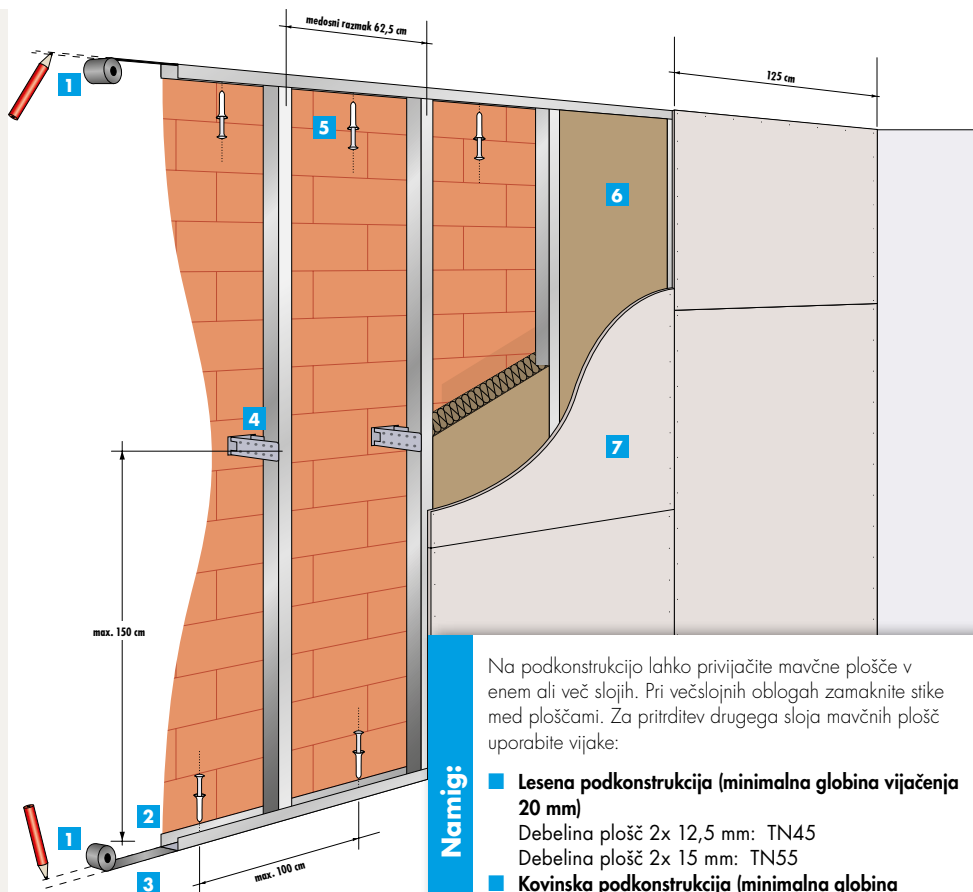 medosni razmak 62,5 cm
125 cm
1
5
6
4
7
max. 150 cm
2
1
3
max. 100 cm
Namig:
Na podkonstrukcijo lahko privijačite mavčne plošče v
enem ali več slojih. Pri večslojnih oblogah zamaknite stike
med ploščami. Za pritrditev drugega sloja mavčnih plošč
uporabite vijake:
Lesena podkonstrukcija (minimalna globina vijačenja
20 mm)
Debelina plošč 2x 12,5 mm: TN45
Debelina plošč 2x 15 mm: TN55
Kovinska podkonstrukcija (minimalna globina